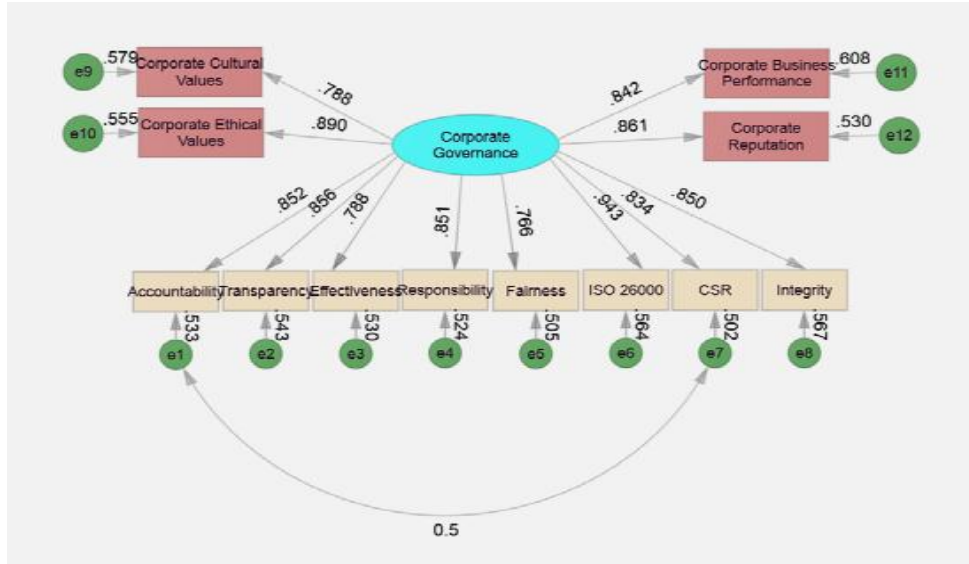 e9
.579
Corporate Cultural
Values
.788
Corporate Business
Performance
.608
e11
.842
e10
.555
Corporate Ethical
Values
.890
Corporate
Governance
.861
Corporate
Reputation
.530
e12
.852
.856
.788
.851
.766
.943
.834
.850
Accountability
Transparency
Effectiveness
Responsibility
Fairness
ISO 26000
CSR
Integrity
.533
.543
.530
.524
.505
.564
.502
.567
e1
e2
e3
e4
e5
e6
e7
e8
0.5